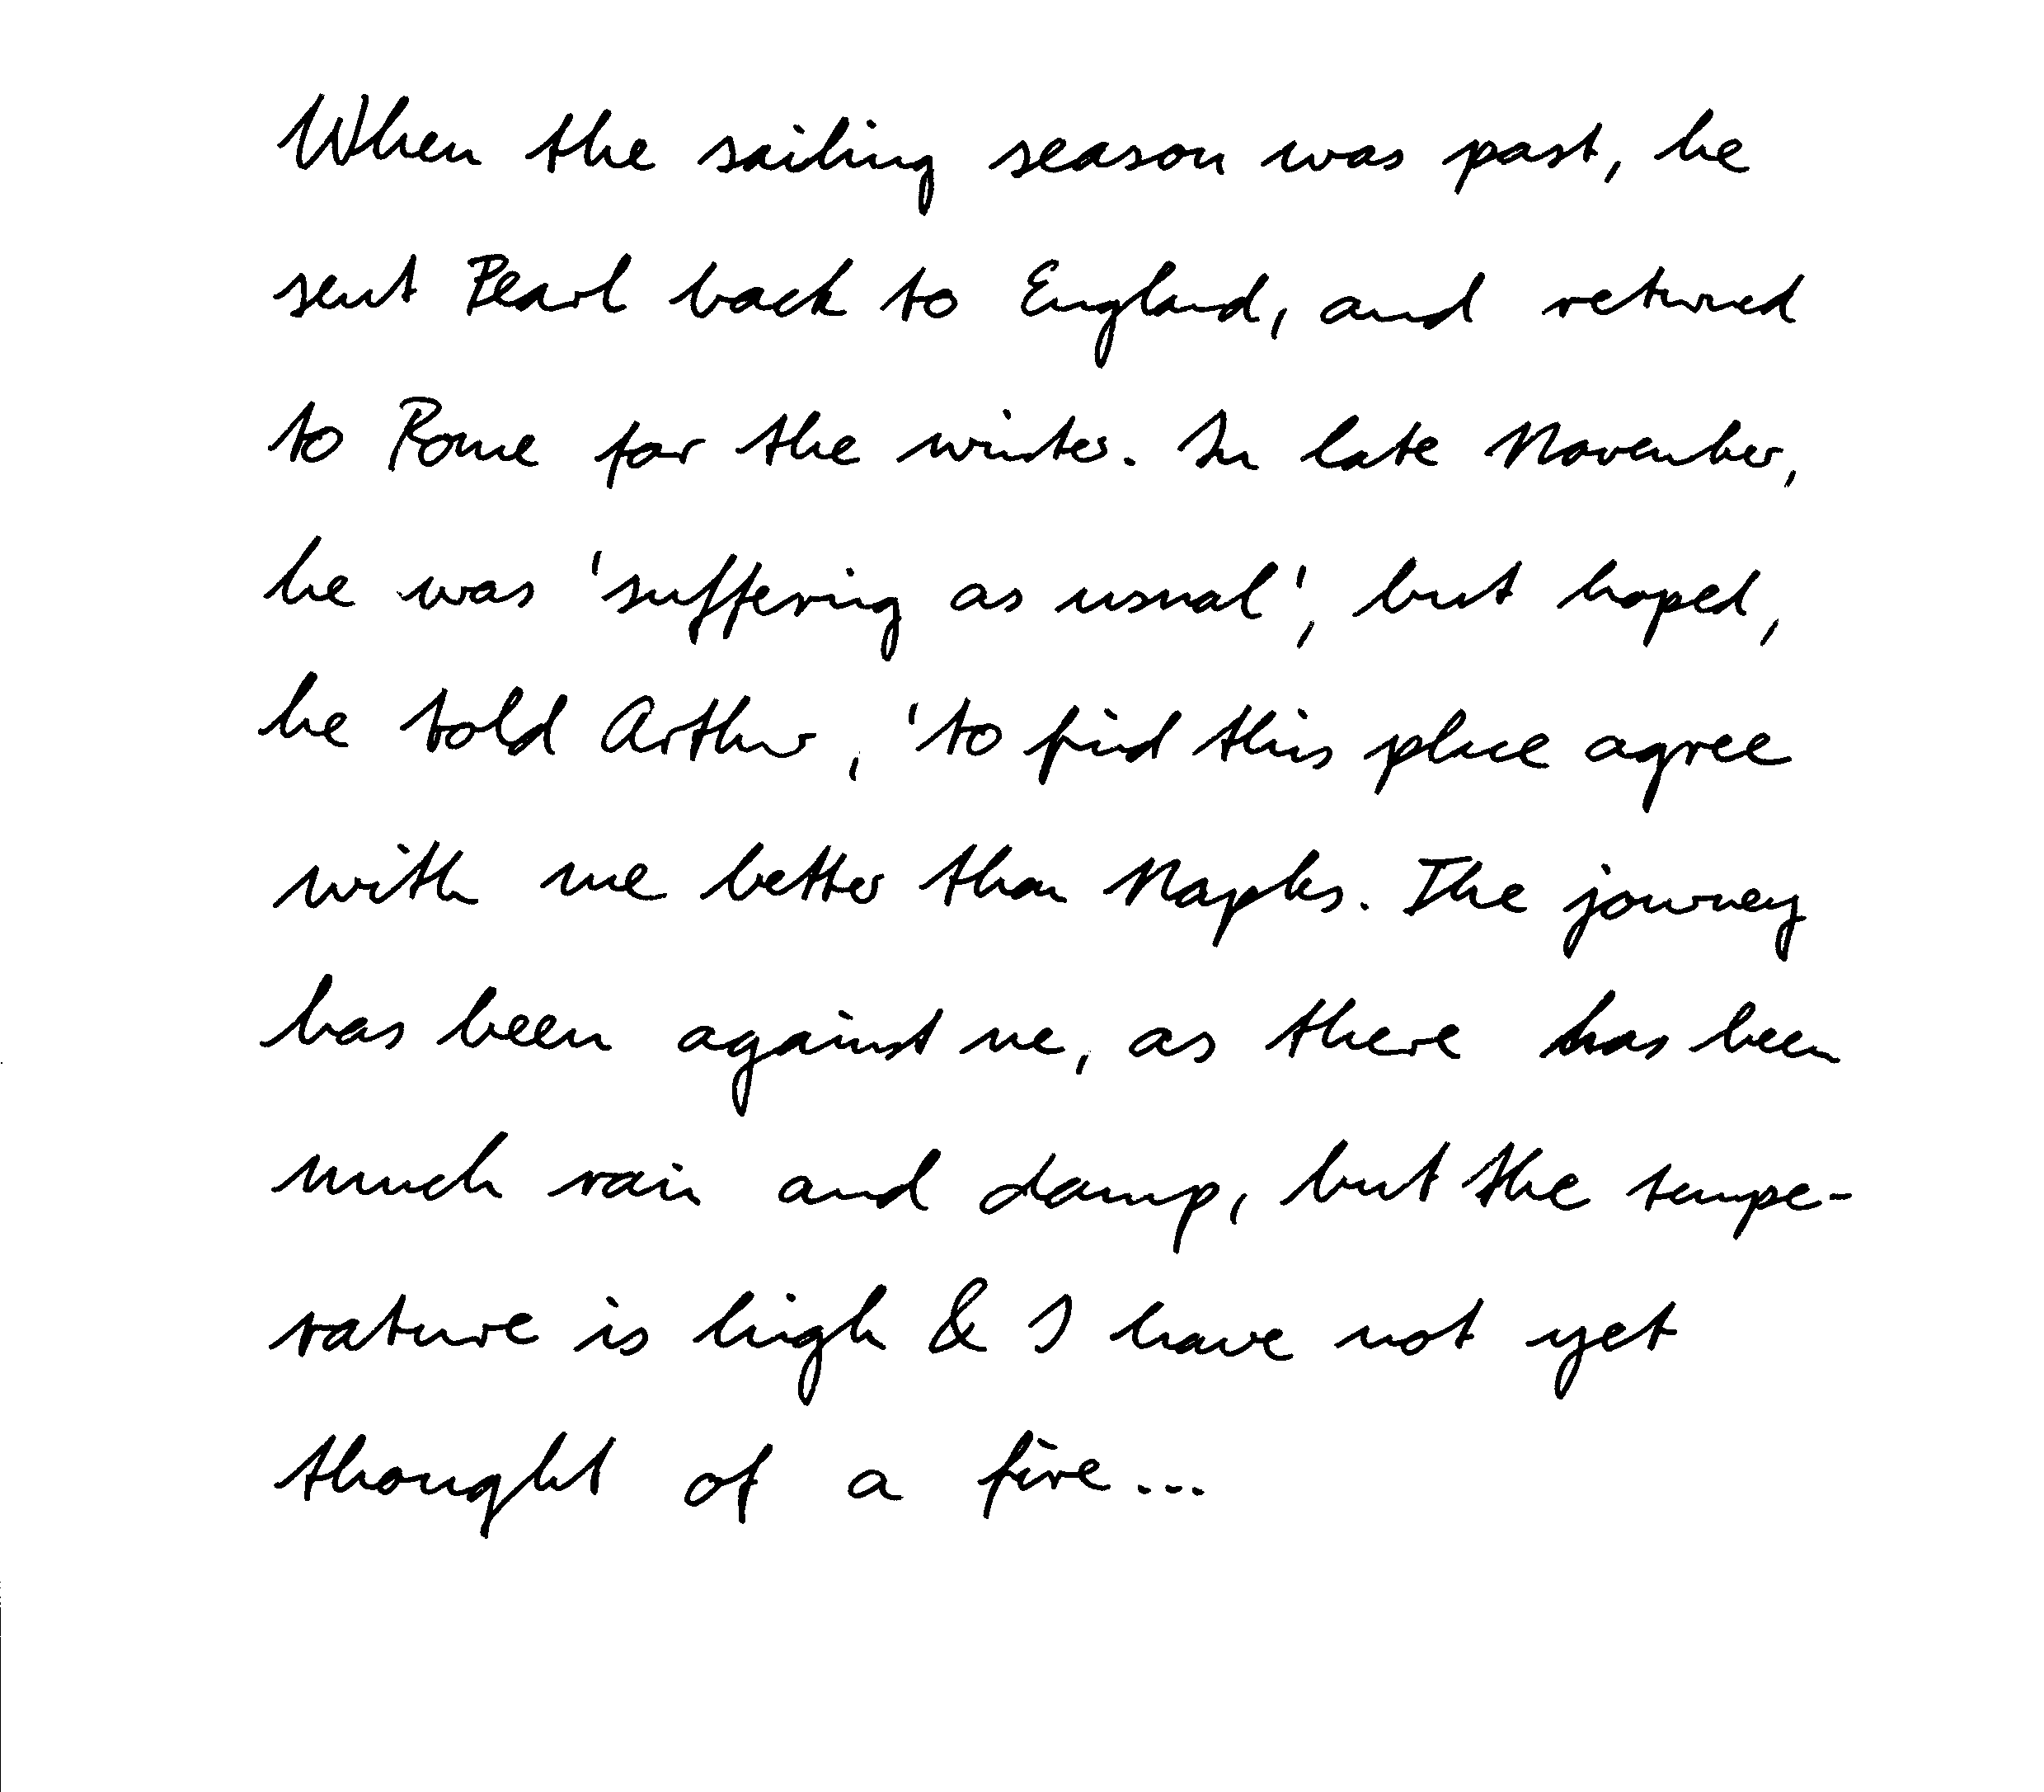 When the sailing season was past, he
sent Pearl back to England, and returned
to Rome for the winter. In late November,
he was 'suffering as usual', but hoped,
he told Arthur, 'to find this place agree
with me better than Naples. The journey
has been against me, as there has been
much rain and damp, but the tempe-
rature is high & I have not yet
thought of a fire...